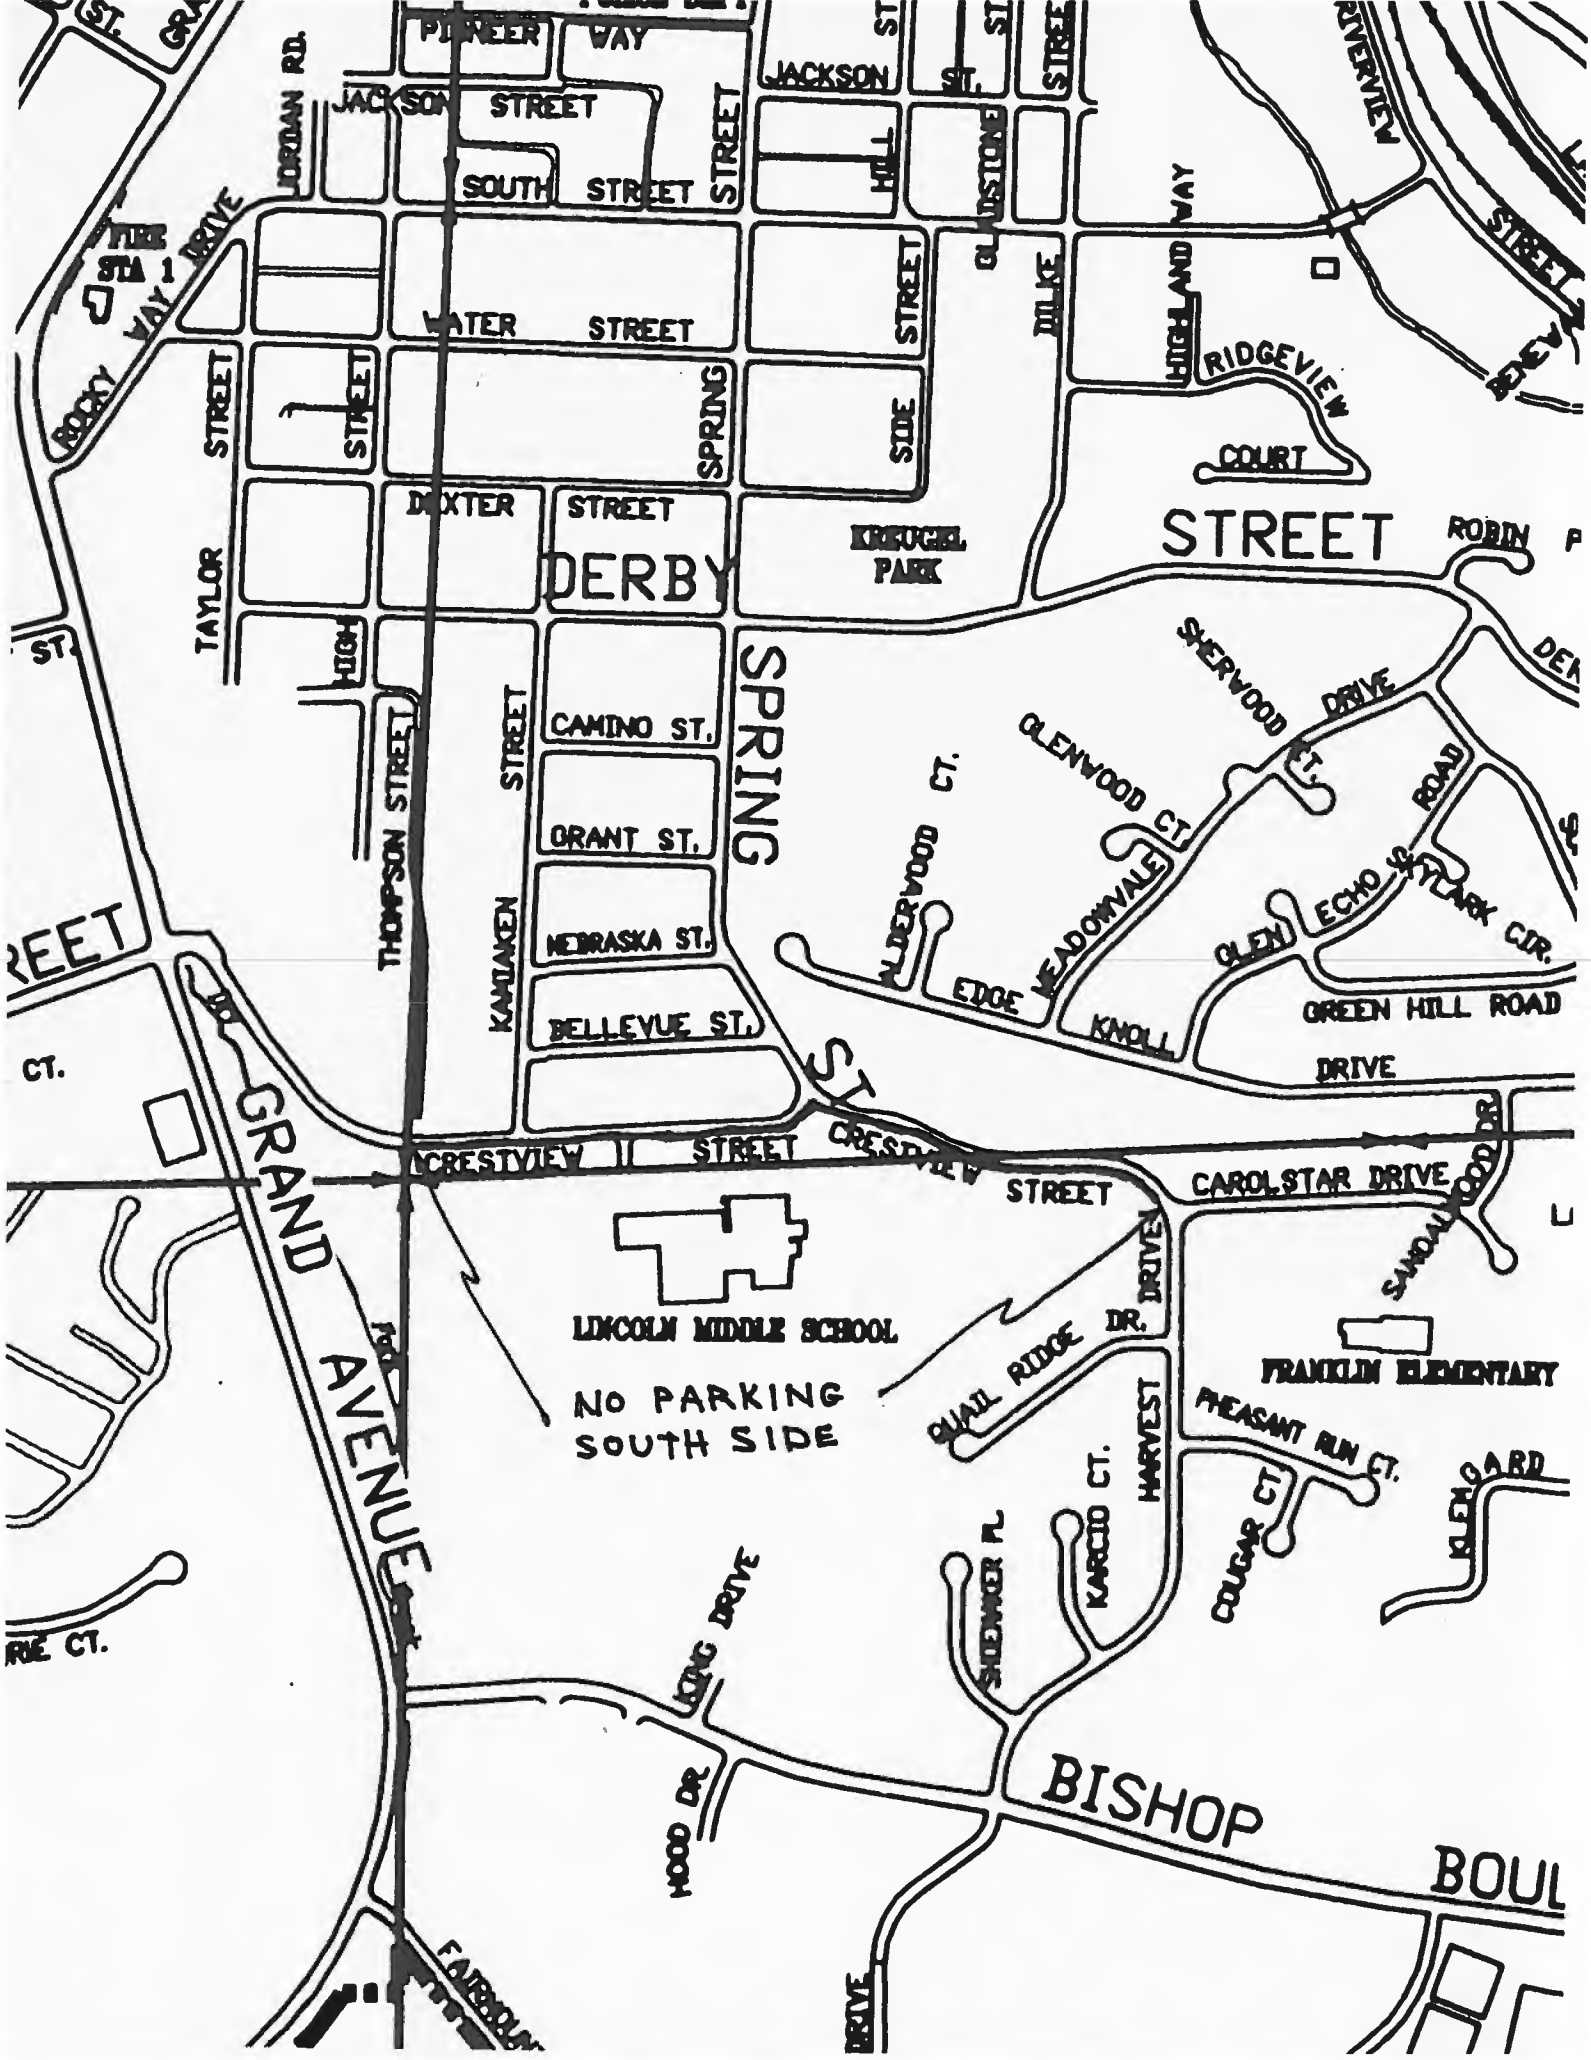 ST.
PIONEER WAY
JACKSON ST.
JACKSON STREET
JORDAN RD.
STREET
HILL
GLADSTONE
RIVERVIEW
STREET
SOUTH STREET
FIRE
STA 1
ROCKY WAY DRIVE
WATER STREET
SIDE STREET
DILKE
HIGHLAND WAY
RIDGEVIEW
COURT
TAYLOR STREET
HIGH STREET
SPRING
DEXTER STREET
KREUGEL
PARK
DERBY STREET
ROBIN
ST.
SHERWOOD CT.
DRIVE
GLENWOOD CT.
MEADOWVALE
ALDERWOOD CT.
ECHO
GLEN
ROAD
SKYLARK CIR.
GREEN HILL ROAD
EDGE KNOLL DRIVE
THOMPSON STREET
KAMIAKEN STREET
CAMINO ST.
GRANT ST.
NEBRASKA ST.
BELLEVUE ST.
SPRING ST
CT.
GRAND AVENUE
CRESTVIEW STREET
CRESTVIEW STREET
CAROLSTAR DRIVE
SANDALWOOD DR
LINCOLN MIDDLE SCHOOL
FRANKLIN ELEMENTARY
NO PARKING
SOUTH SIDE
QUAIL RIDGE DR.
HARVEST DRIVE
PHEASANT RUN CT.
COUGAR CT.
KARCIO CT.
SHOEMAKER PL.
KING DRIVE
HOOD DR
CT.
BISHOP
DRIVE